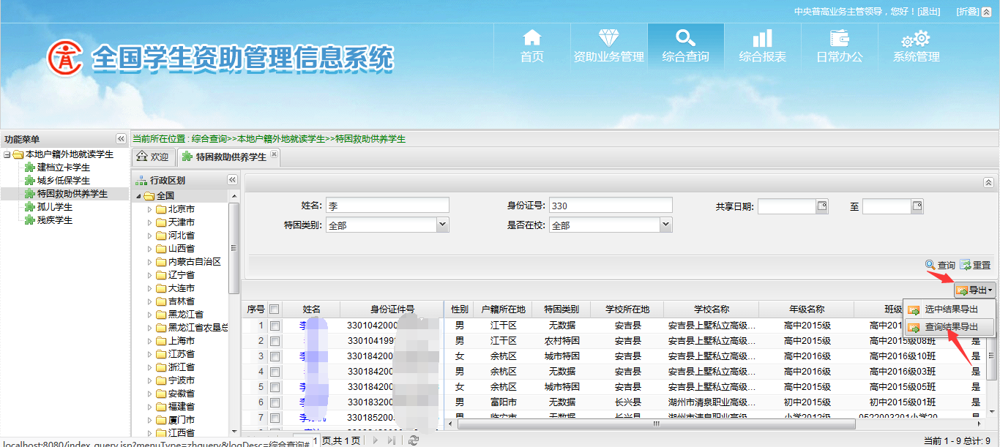 中央普高业务主管领导，您好！[退出] [折叠]
全国学生资助管理信息系统
首页 资助业务管理 综合查询 综合报表 日常办公 系统管理
功能菜单
当前所在位置：综合查询>>本地户籍外地就读学生>>特困救助供养学生
本地户籍外地就读学生
建档立卡学生
城乡低保学生
特困救助供养学生
孤儿学生
残疾学生
欢迎 特困救助供养学生
行政区划
全国
北京市
天津市
河北省
山西省
内蒙古自治区
辽宁省
大连市
吉林省
黑龙江省
黑龙江省农垦总
上海市
江苏省
浙江省
宁波市
安徽省
福建省
厦门市
江西省
姓名: 李 身份证号: 330 共享日期: 至
特困类别: 全部 是否在校: 全部
查询 重置
导出
选中结果导出
查询结果导出
序号 姓名 身份证件号 性别 户籍所在地 特困类别 学校所在地 学校名称 年级名称 班级
1 李 3301042000 男 江干区 无数据 安吉县 安吉县上墅私立高级... 高中2015级 高中201 是
2 330104199 男 江干区 农村特困 安吉县 安吉县上墅私立高级... 高中2015级 高中2015级08班 是
3 李 330184200 女 余杭区 城市特困 安吉县 安吉县上墅私立高级... 高中2016级 高中2016级10班 是
4 330184200 男 余杭区 无数据 安吉县 安吉县上墅私立高级... 高中2016级 高中2016级03班 是
5 李 330184200 女 余杭区 城市特困 安吉县 安吉县上墅私立高级... 高中2015级 高中2015级05班 是
6 李 330183200 男 富阳市 无数据 长兴县 湖州市清泉职业高级... 初中2015级 初中2015级01班 是
7 李 330185200 男 临安市 无数据 长兴县 湖州市清泉职业高级... 小学2012级 0522003201小学20 是
localhost:8080/index_query.jsp?menuType=zhquery&logDesc=综合查询#
1 页,共 1 页
当前 1 - 9 总计: 9